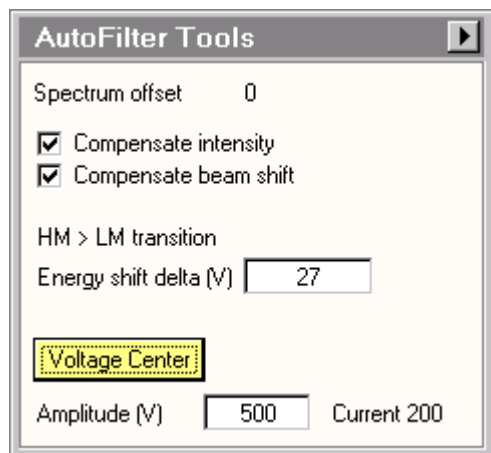 AutoFilter Tools
Spectrum offset 0
Compensate intensity
Compensate beam shift
HM > LM transition
Energy shift delta (V) 27
Voltage Center
Amplitude (V) 500 Current 200